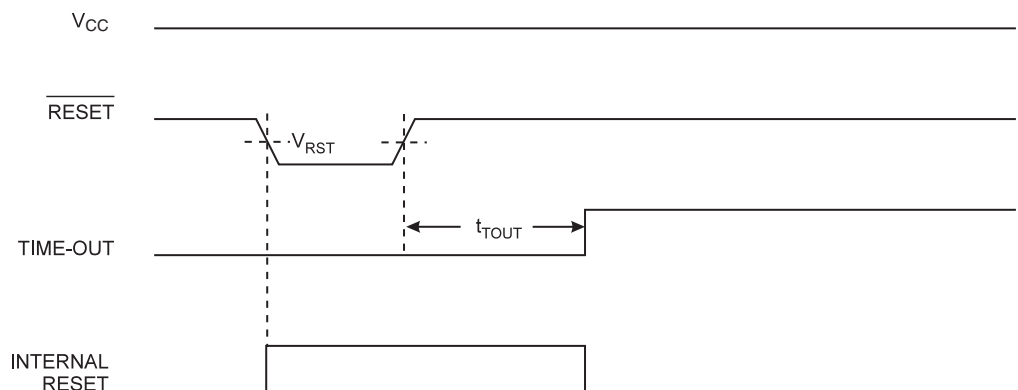 VCC
RESET
VRST
tTOUT
TIME-OUT
INTERNAL
RESET